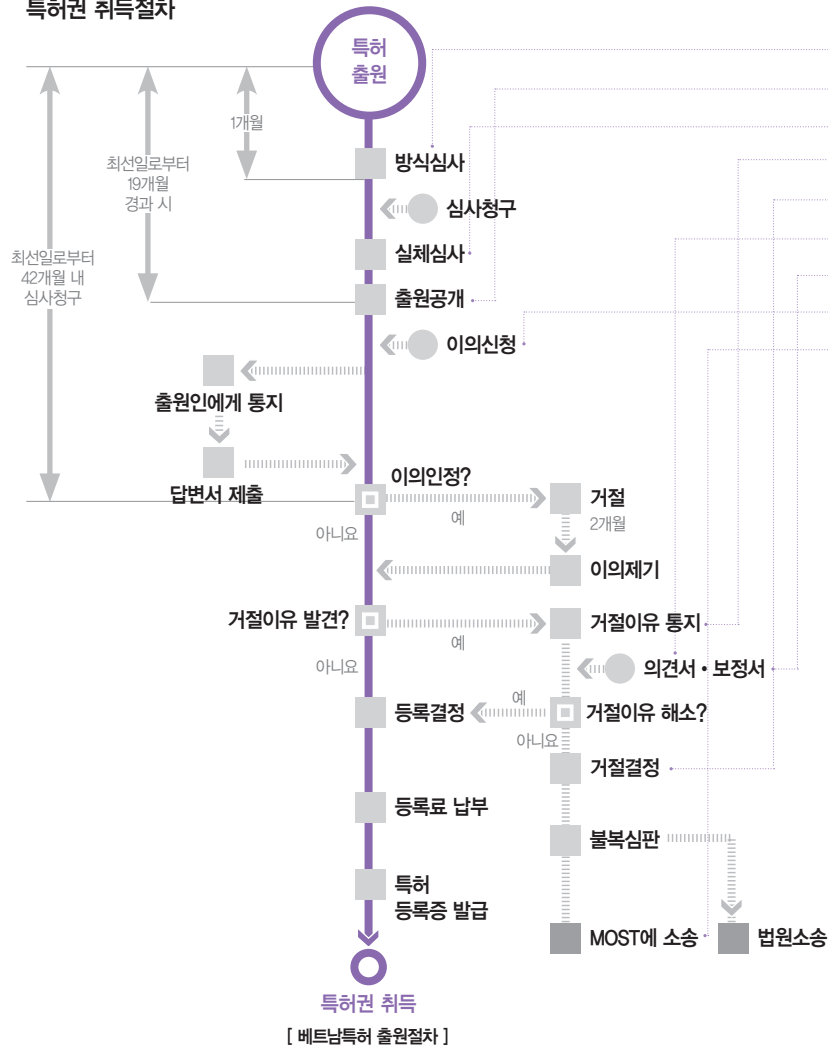 특허권 취득절차
특허
출원
1개월
최선일로부터
19개월
경과 시
최선일로부터
42개월 내
심사청구
방식심사
심사청구
실체심사
출원공개
이의신청
출원인에게 통지
답변서 제출
이의인정?
예
아니요
거절
2개월
이의제기
거절이유 발견?
예
아니요
거절이유 통지
의견서 • 보정서
등록결정
예
거절이유 해소?
아니요
거절결정
등록료 납부
불복심판
특허
등록증 발급
MOST에 소송
법원소송
특허권 취득
[ 베트남특허 출원절차 ]